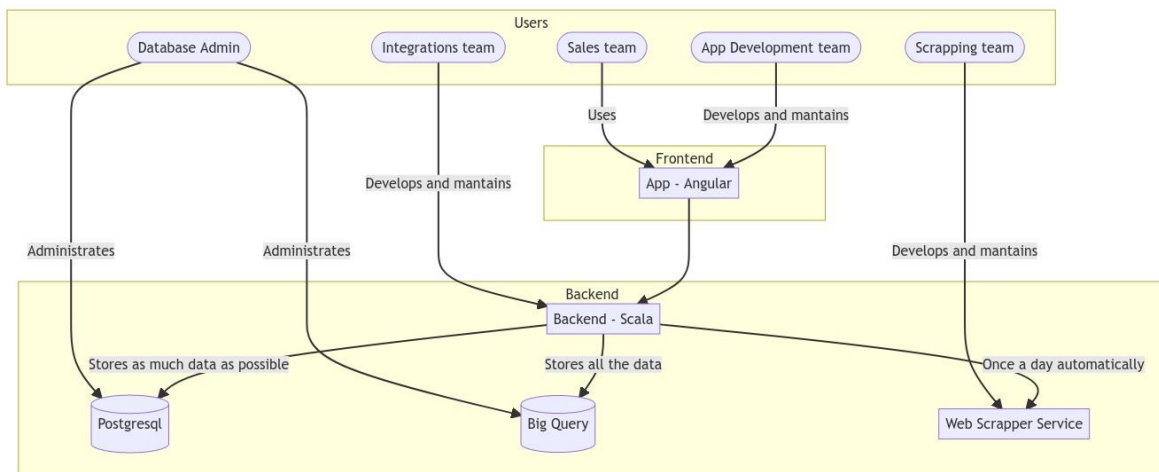 Users
Database Admin
Integrations team
Sales team
App Development team
Scrapping team
Uses
Develops and mantains
Frontend
App - Angular
Develops and mantains
Administrates
Administrates
Develops and mantains
Backend
Backend - Scala
Stores as much data as possible
Stores all the data
Once a day automatically
Postgresql
Big Query
Web Scrapper Service